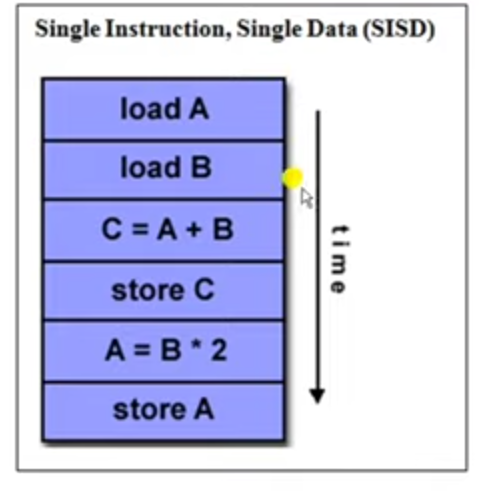 Single Instruction, Single Data (SISD)
load A
load B
C = A + B
store C
A = B * 2
store A
time